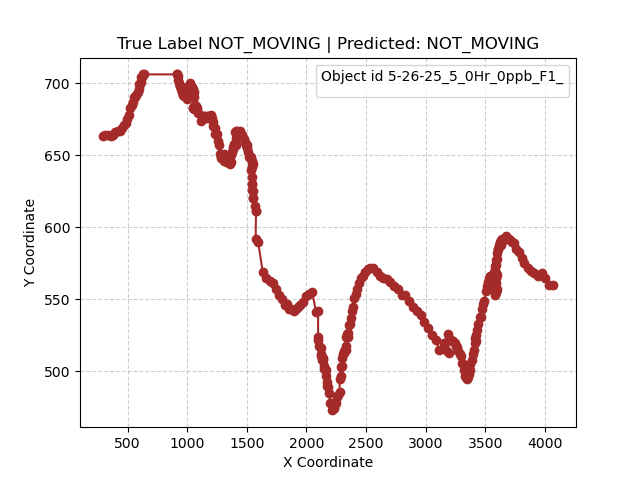 True Label NOT_MOVING | Predicted: NOT_MOVING
Object id 5-26-25_5_0Hr_0ppb_F1_
700
650
600
550
500
Y Coordinate
500 1000 1500 2000 2500 3000 3500 4000
X Coordinate